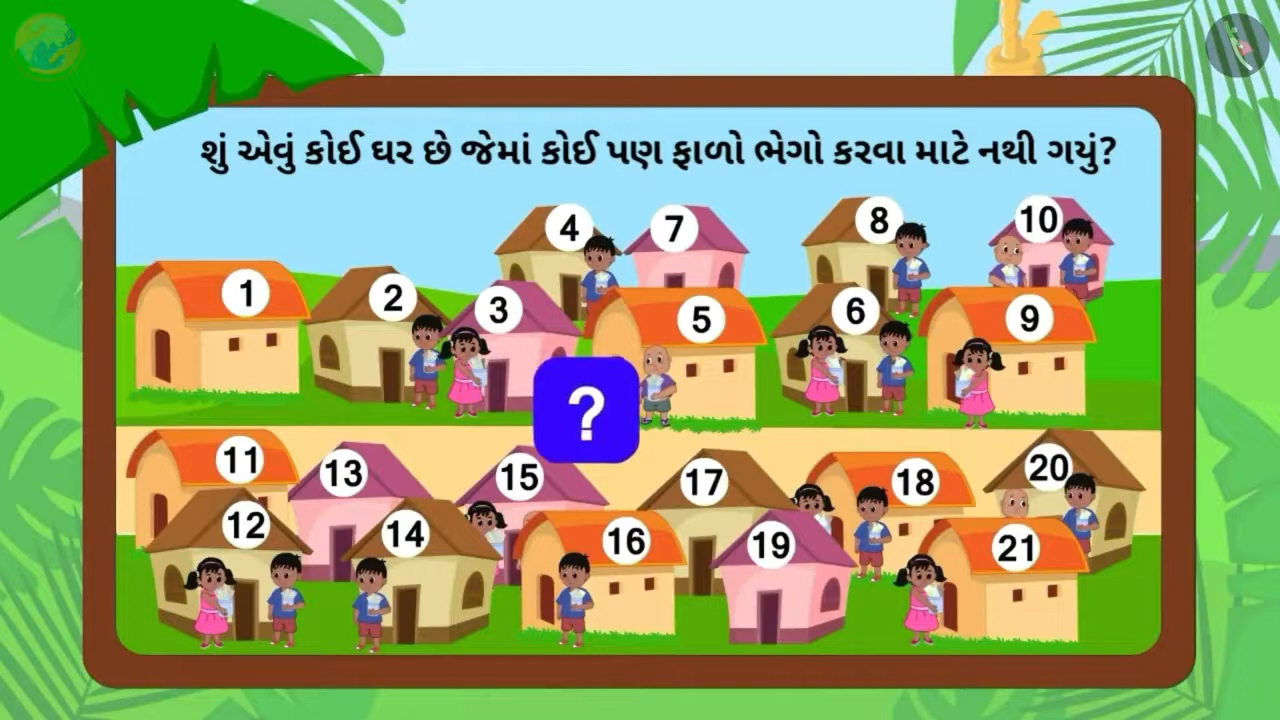 શું એવું કોઈ ઘર છે જેમાં કોઈ પણ ફાળો ભેગો કરવા માટે નથી ગયું?
4 7 8 10
1 2 3 5 6 9
?
11 13 15 17 18 20
12 14 16 19 21